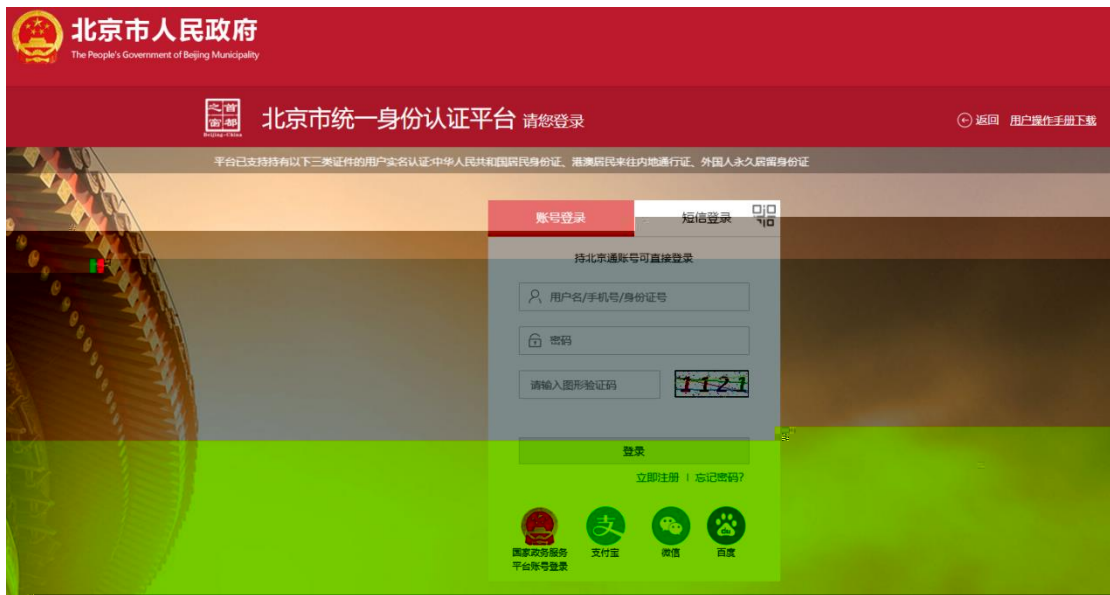 北京市人民政府
The People's Government of Beijing Municipality
首都之窗
Beijing-China
北京市统一身份认证平台 请您登录
返回 用户操作手册下载
平台已支持持有以下三类证件的用户实名认证:中华人民共和国居民身份证、港澳居民来往内地通行证、外国人永久居留身份证
账号登录 短信登录
持北京通账号可直接登录
用户名/手机号/身份证号
密码
请输入图形验证码 1121
登录
立即注册 | 忘记密码?
国家政务服务
平台账号登录
支付宝
微信
百度